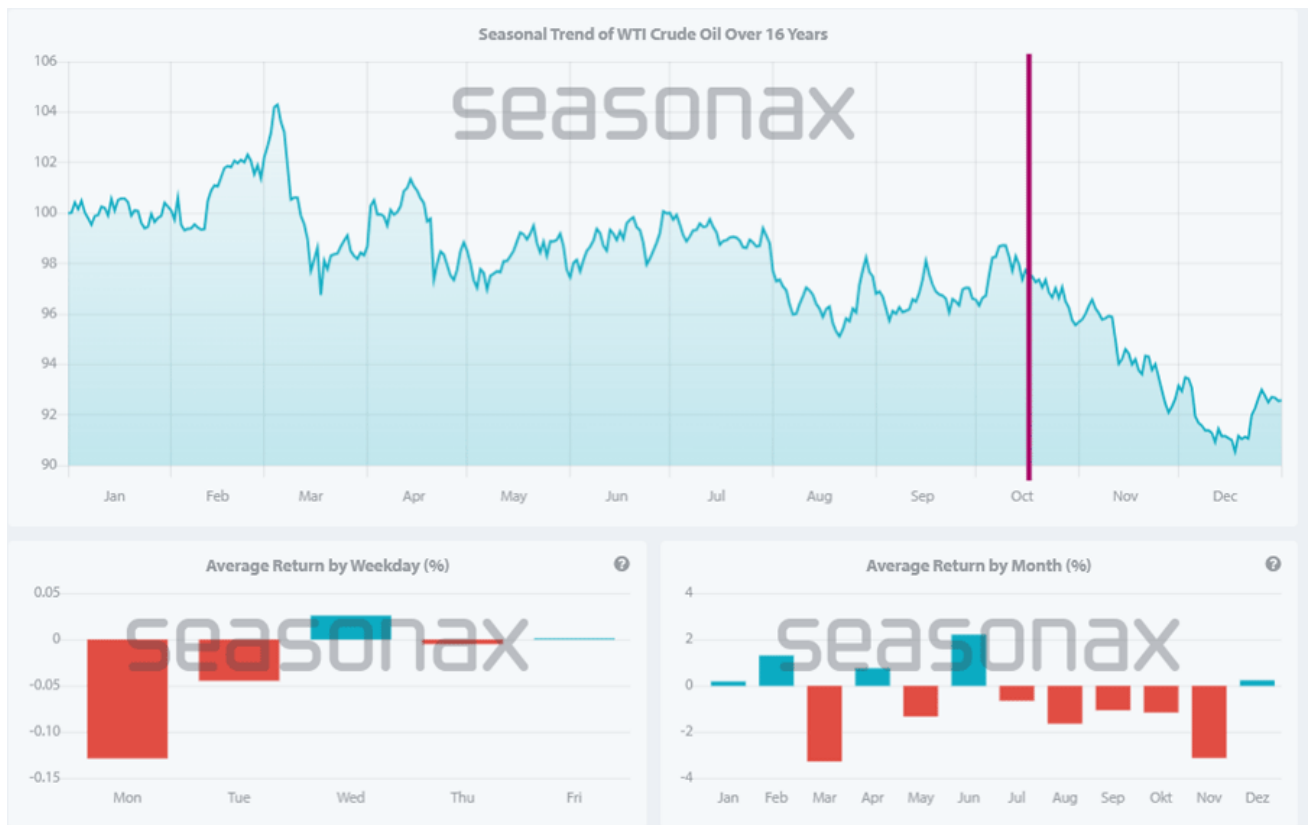 Seasonal Trend of WTI Crude Oil Over 16 Years
seasonax
106
104
102
100
98
96
94
92
90
Jan Feb Mar Apr May Jun Jul Aug Sep Oct Nov Dec
Average Return by Weekday (%)
?
seasonax
0.05
0
-0.05
-0.10
-0.15
Mon Tue Wed Thu Fri
Average Return by Month (%)
?
seasonax
4
2
0
-2
-4
Jan Feb Mar Apr May Jun Jul Aug Sep Okt Nov Dez